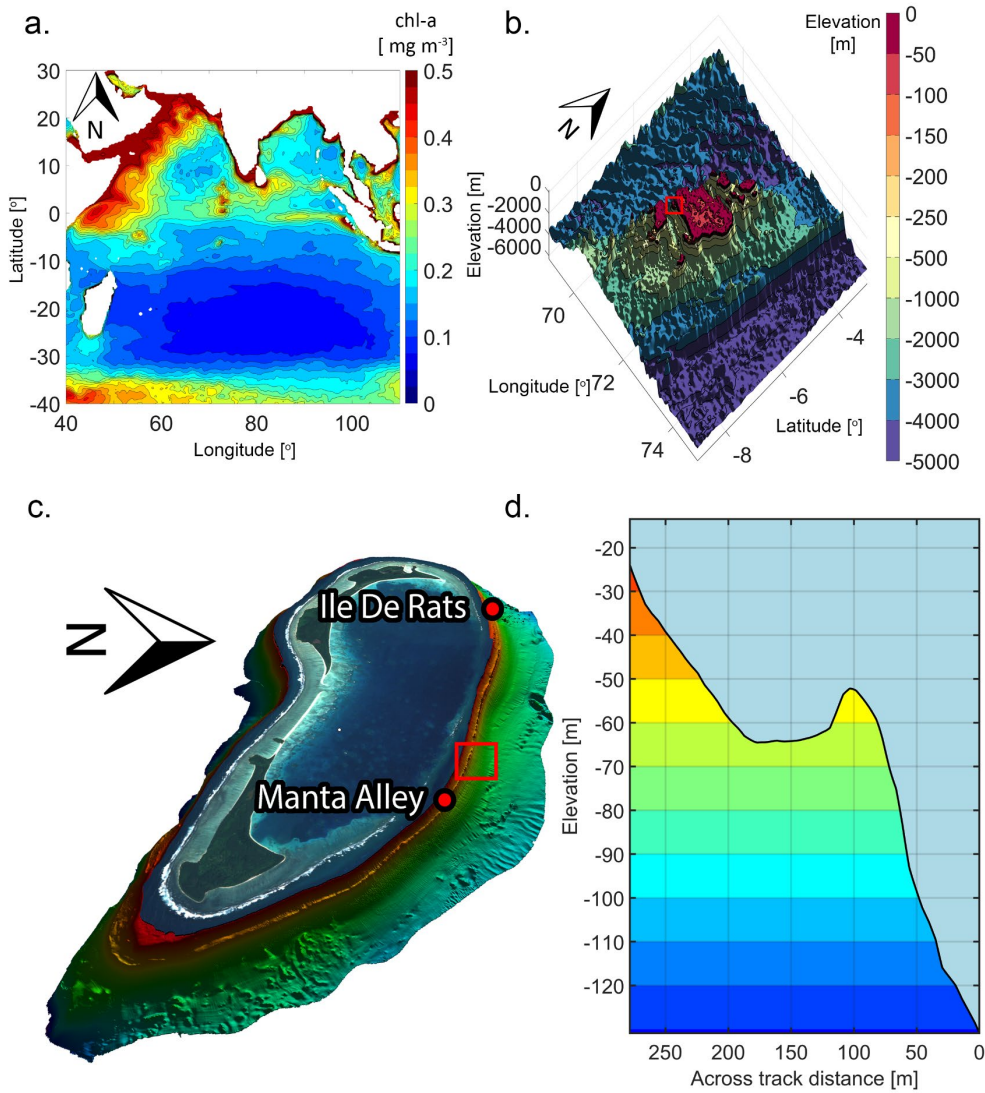 a.
chl-a
[ mg m-3]
30
20
10
0
-10
-20
-30
-40
Latitude [o]
N
40
60
80
100
Longitude [o]
0.5
0.4
0.3
0.2
0.1
0
b.
Elevation
[m]
0
-50
-100
-150
-200
-250
-500
-1000
-2000
-3000
-4000
-5000
N
Elevation [m]
0
-2000
-4000
-6000
70
72
74
Longitude [o]
-8
-6
-4
Latitude [o]
c.
N
Ile De Rats
Manta Alley
d.
Elevation [m]
-20
-30
-40
-50
-60
-70
-80
-90
-100
-110
-120
250
200
150
100
50
0
Across track distance [m]